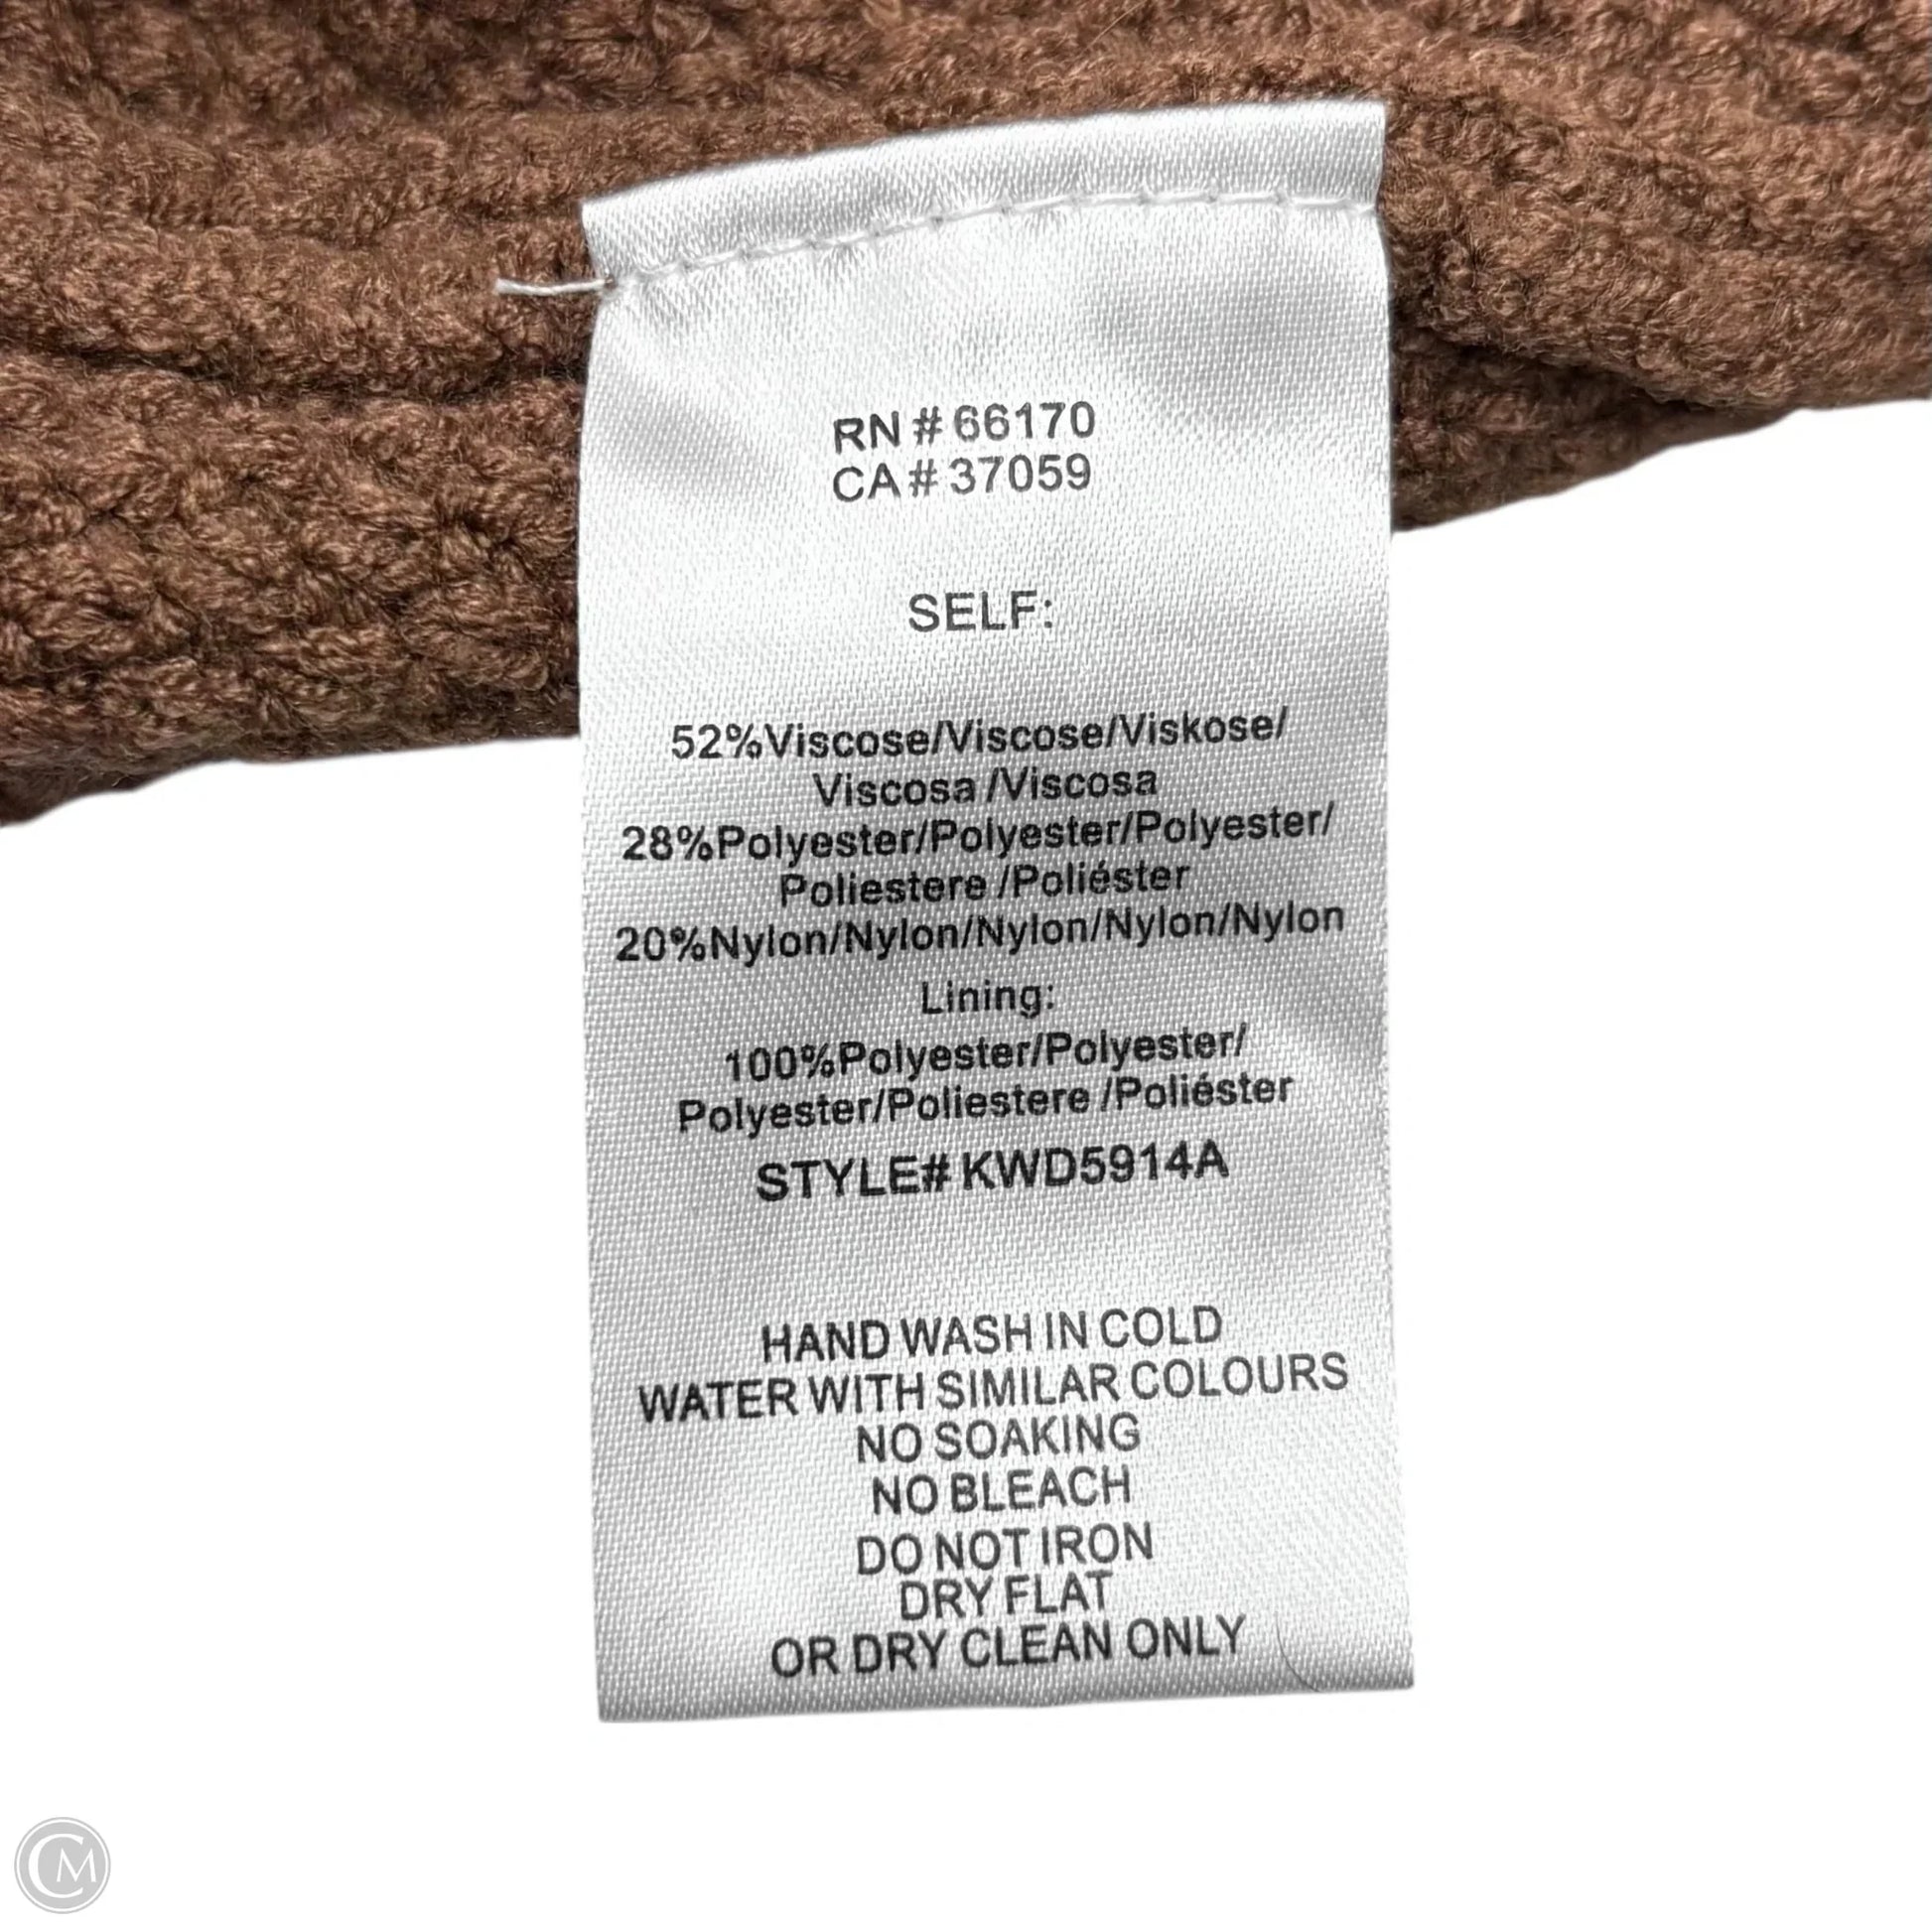 RN # 66170
CA # 37059
SELF:
52%Viscose/Viscose/Viskose/
Viscosa /Viscosa
28%Polyester/Polyester/Polyester/
Poliestere /Poliéster
20%Nylon/Nylon/Nylon/Nylon/Nylon
Lining:
100%Polyester/Polyester/
Polyester/Poliestere /Poliéster
STYLE# KWD5914A
HAND WASH IN COLD
WATER WITH SIMILAR COLOURS
NO SOAKING
NO BLEACH
DO NOT IRON
DRY FLAT
OR DRY CLEAN ONLY
CM